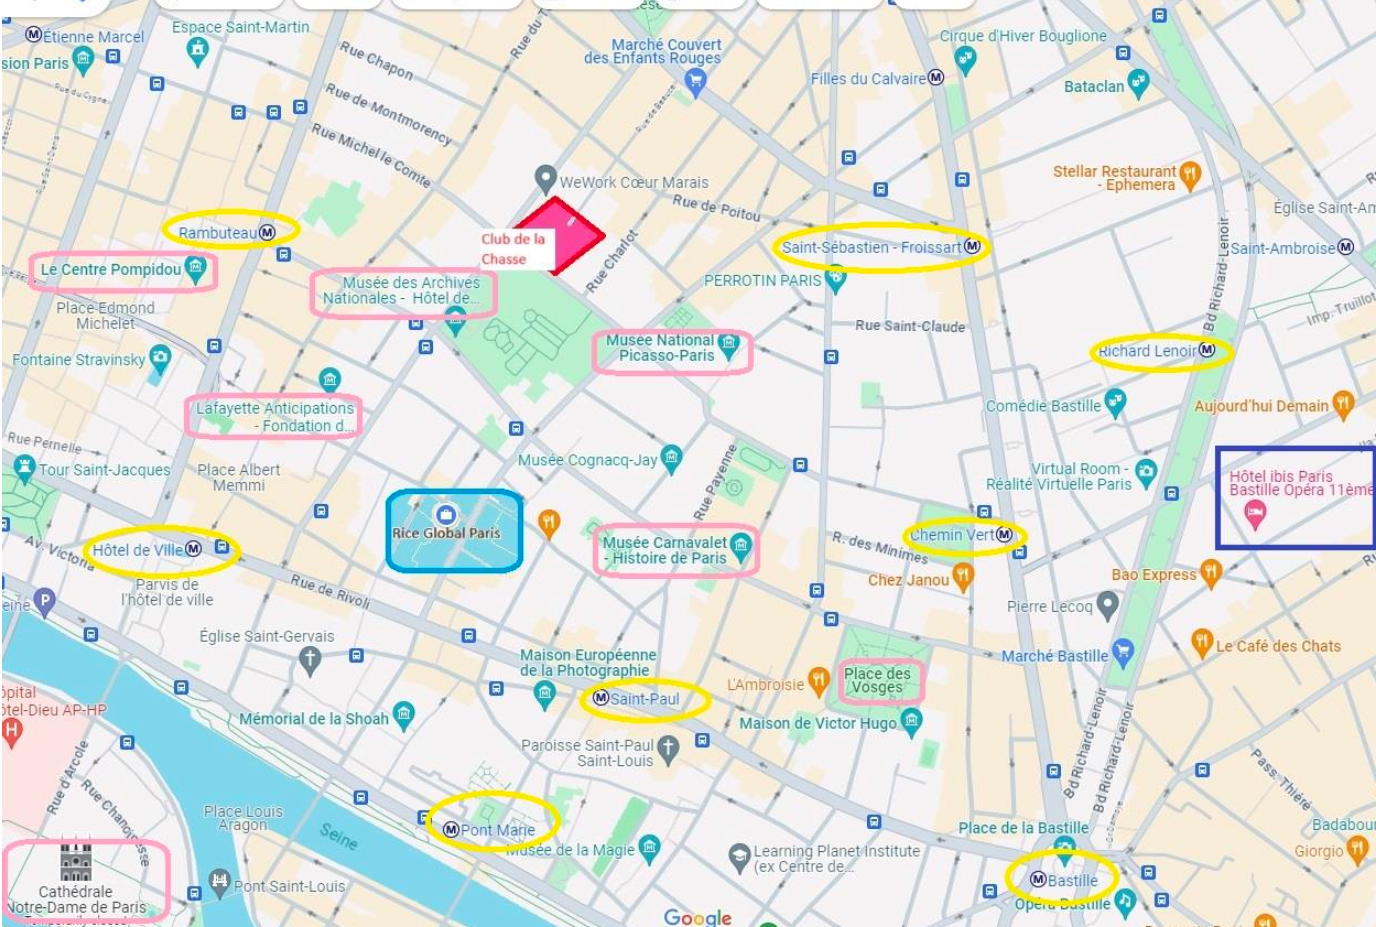 Étienne Marcel
sion Paris
Espace Saint-Martin
Rue du Cygne
Rue Chapon
Rue du T
Rue de Montmorency
Rue Michel le Comte
Marché Couvert
des Enfants Rouges
Rue de Beauce
Filles du Calvaire
Cirque d'Hiver Bouglione
Bataclan
WeWork Cœur Marais
Rue de Poitou
Stellar Restaurant
- Ephemera
Église Saint-Am
Saint-Ambroise
Rambuteau
Club de la
Chasse
Rue Charlot
Saint-Sébastien - Froissart
Bd Richard-Lenoir
Le Centre Pompidou
Musée des Archives
Nationales - Hôtel de...
PERROTIN PARIS
Place Edmond
Michelet
Rue Saint-Claude
Imp. Truillot
Fontaine Stravinsky
Musée National
Picasso-Paris
Richard Lenoir
Lafayette Anticipations
- Fondation d...
Comédie Bastille
Aujourd'hui Demain
Rue Pernelle
Tour Saint-Jacques
Place Albert
Memmi
Musée Cognacq-Jay
Rue Payenne
Virtual Room -
Réalité Virtuelle Paris
Hôtel ibis Paris
Bastille Opéra 11ème
Rice Global Paris
Av. Victoria
Hôtel de Ville
Musée Carnavalet
- Histoire de Paris
R. des Minimes
Chemin Vert
Chez Janou
Bao Express
Parvis de
l'hôtel de ville
Rue de Rivoli
eine
P
Pierre Lecoq
Église Saint-Gervais
Maison Européenne
de la Photographie
Marché Bastille
Le Café des Chats
L'Ambroisie
Place des
Vosges
Saint-Paul
ôpital
ôtel-Dieu AP-HP
H
Mémorial de la Shoah
Maison de Victor Hugo
Bd Richard-Lenoir
Bd Richard-Lenoir
Paroisse Saint-Paul
Saint-Louis
Rue d'Arcole
Rue Chanoinesse
Pass. Thiéré
Place Louis
Aragon
Seine
Pont Marie
Musée de la Magie
Place de la Bastille
Badabou
Giorgio
Learning Planet Institute
(ex Centre de...
Cathédrale
Notre-Dame de Paris
Pont Saint-Louis
Bastille
Opéra Bastille
Google